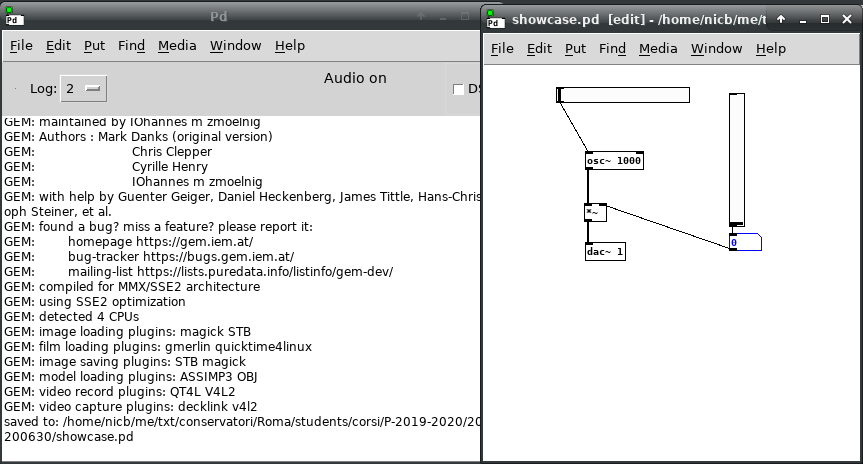 Pd
File Edit Put Find Media Window Help
Log: 2
Audio on
GEM: maintained by IOhannes m zmoelnig
GEM: Authors : Mark Danks (original version)
GEM: Chris Clepper
GEM: Cyrille Henry
GEM: IOhannes m zmoelnig
GEM: with help by Guenter Geiger, Daniel Heckenberg, James Tittle, Hans-Chris
oph Steiner, et al.
GEM: found a bug? miss a feature? please report it:
GEM: homepage https://gem.iem.at/
GEM: bug-tracker https://bugs.gem.iem.at/
GEM: mailing-list https://lists.puredata.info/listinfo/gem-dev/
GEM: compiled for MMX/SSE2 architecture
GEM: using SSE2 optimization
GEM: detected 4 CPUs
GEM: image loading plugins: magick STB
GEM: film loading plugins: gmerlin quicktime4linux
GEM: image saving plugins: STB magick
GEM: model loading plugins: ASSIMP3 OBJ
GEM: video record plugins: QT4L V4L2
GEM: video capture plugins: decklink v4l2
saved to: /home/nicb/me/txt/conservatori/Roma/students/corsi/P-2019-2020/20
200630/showcase.pd
showcase.pd [edit] - /home/nicb/me/t
File Edit Put Find Media Window Help
osc~ 1000
*~
0
dac~ 1